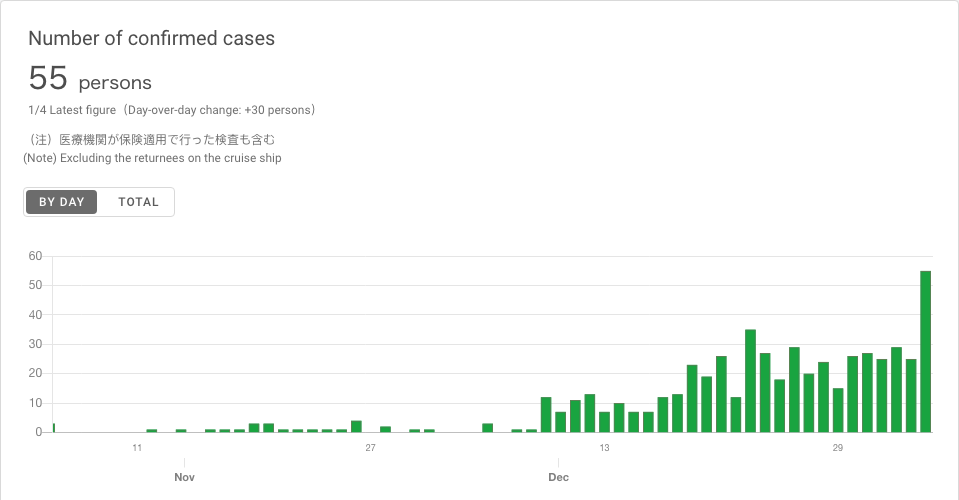 Number of confirmed cases
55 persons
1/4 Latest figure（Day-over-day change: +30 persons）
（注）医療機関が保険適用で行った検査も含む
(Note) Excluding the returnees on the cruise ship
BY DAY TOTAL
60
50
40
30
20
10
0
11 27 13 29
Nov Dec